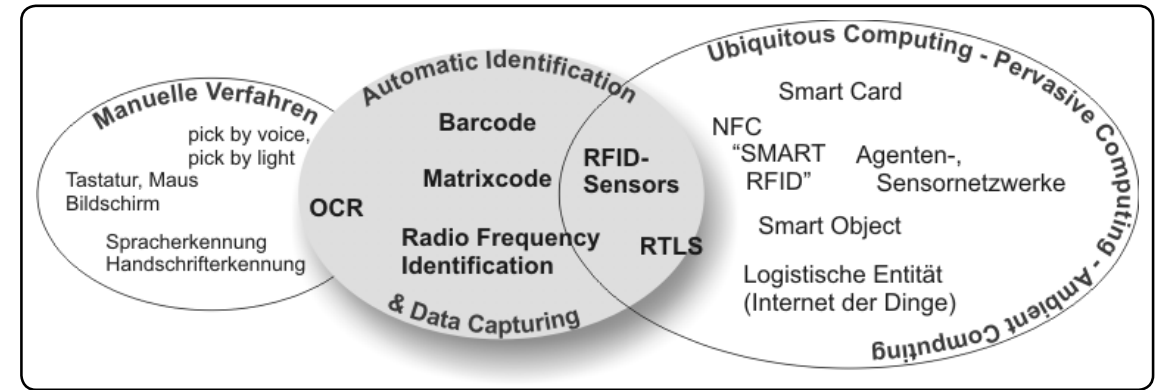 Manuelle Verfahren
pick by voice,
pick by light
Tastatur, Maus
Bildschirm
Spracherkennung
Handschrifterkennung
Automatic Identification
Barcode
Matrixcode
OCR
Radio Frequency
Identification
& Data Capturing
RFID-
Sensors
RTLS
Ubiquitous Computing - Pervasive Computing - Ambient Computing
Smart Card
NFC
“SMART
RFID”
Agenten-,
Sensornetzwerke
Smart Object
Logistische Entität
(Internet der Dinge)